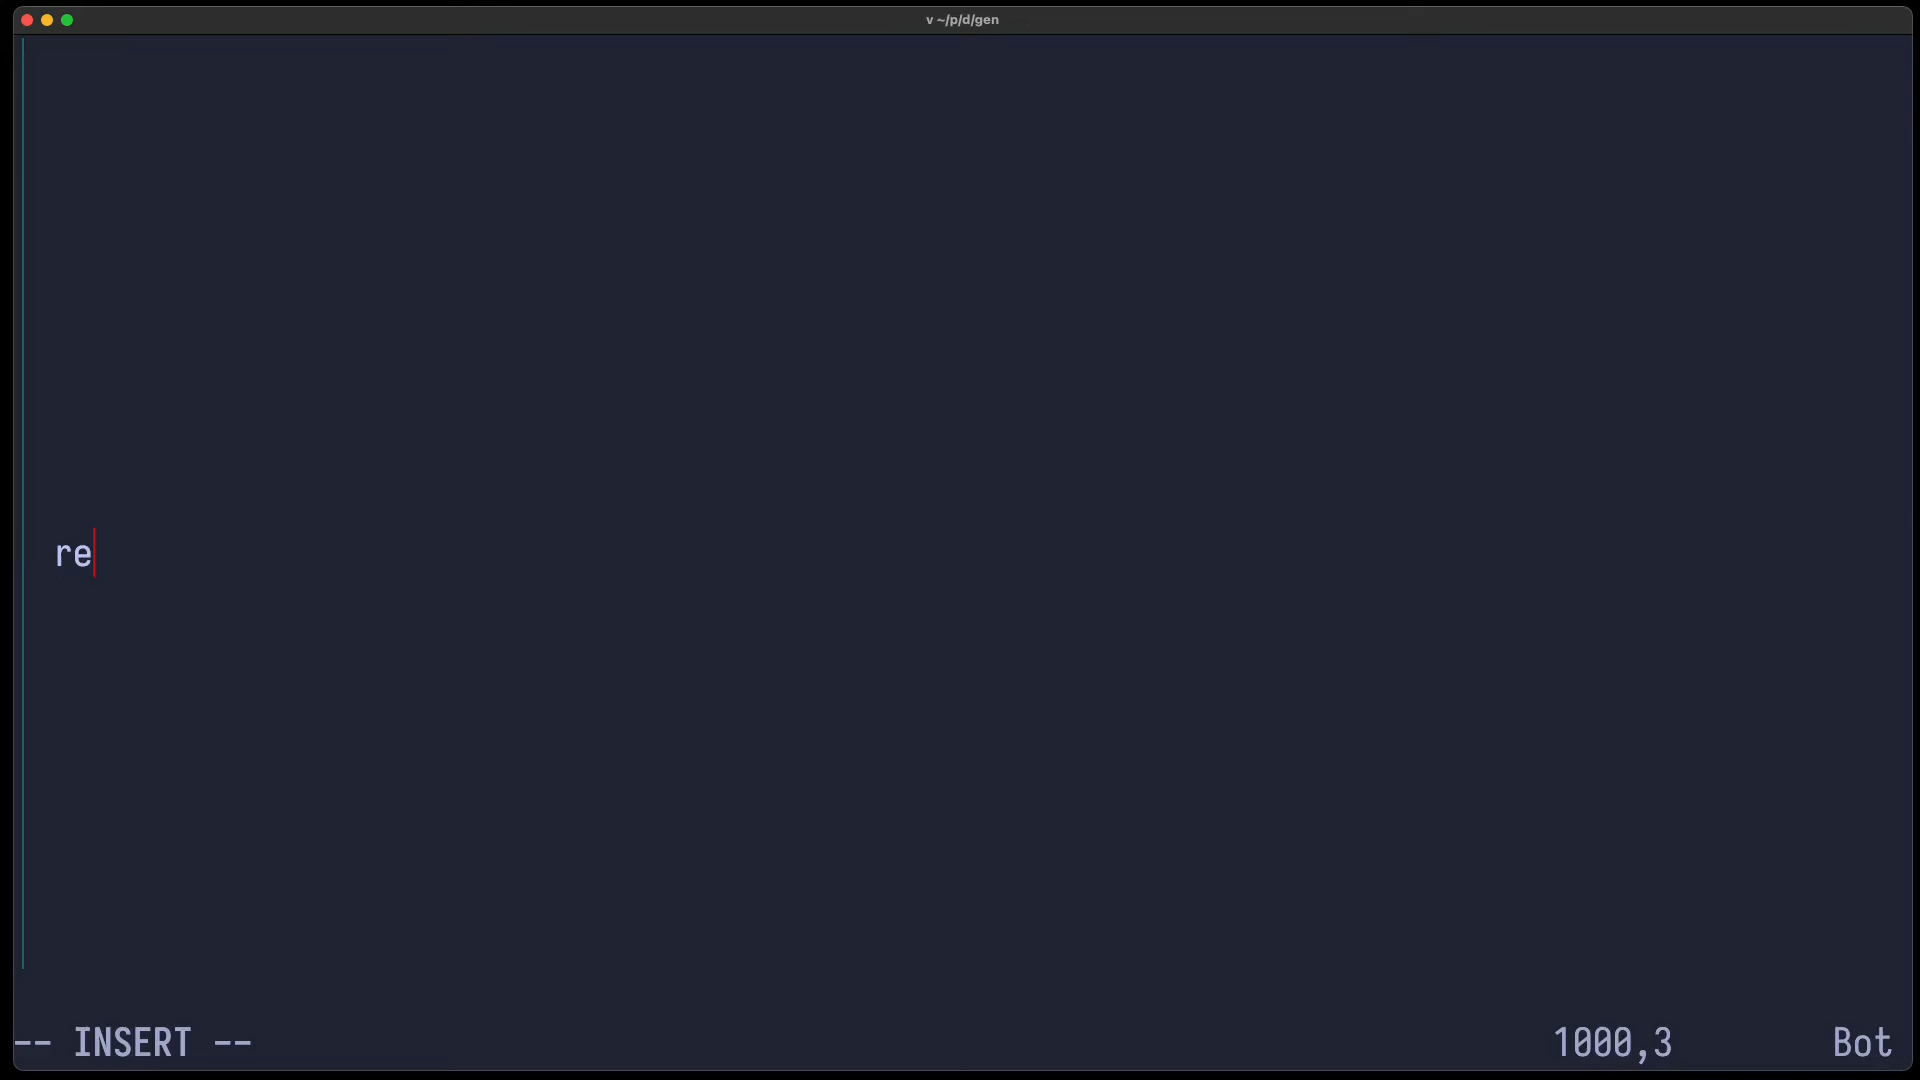 v ~/p/d/gen
re
-- INSERT --
1000,3
Bot